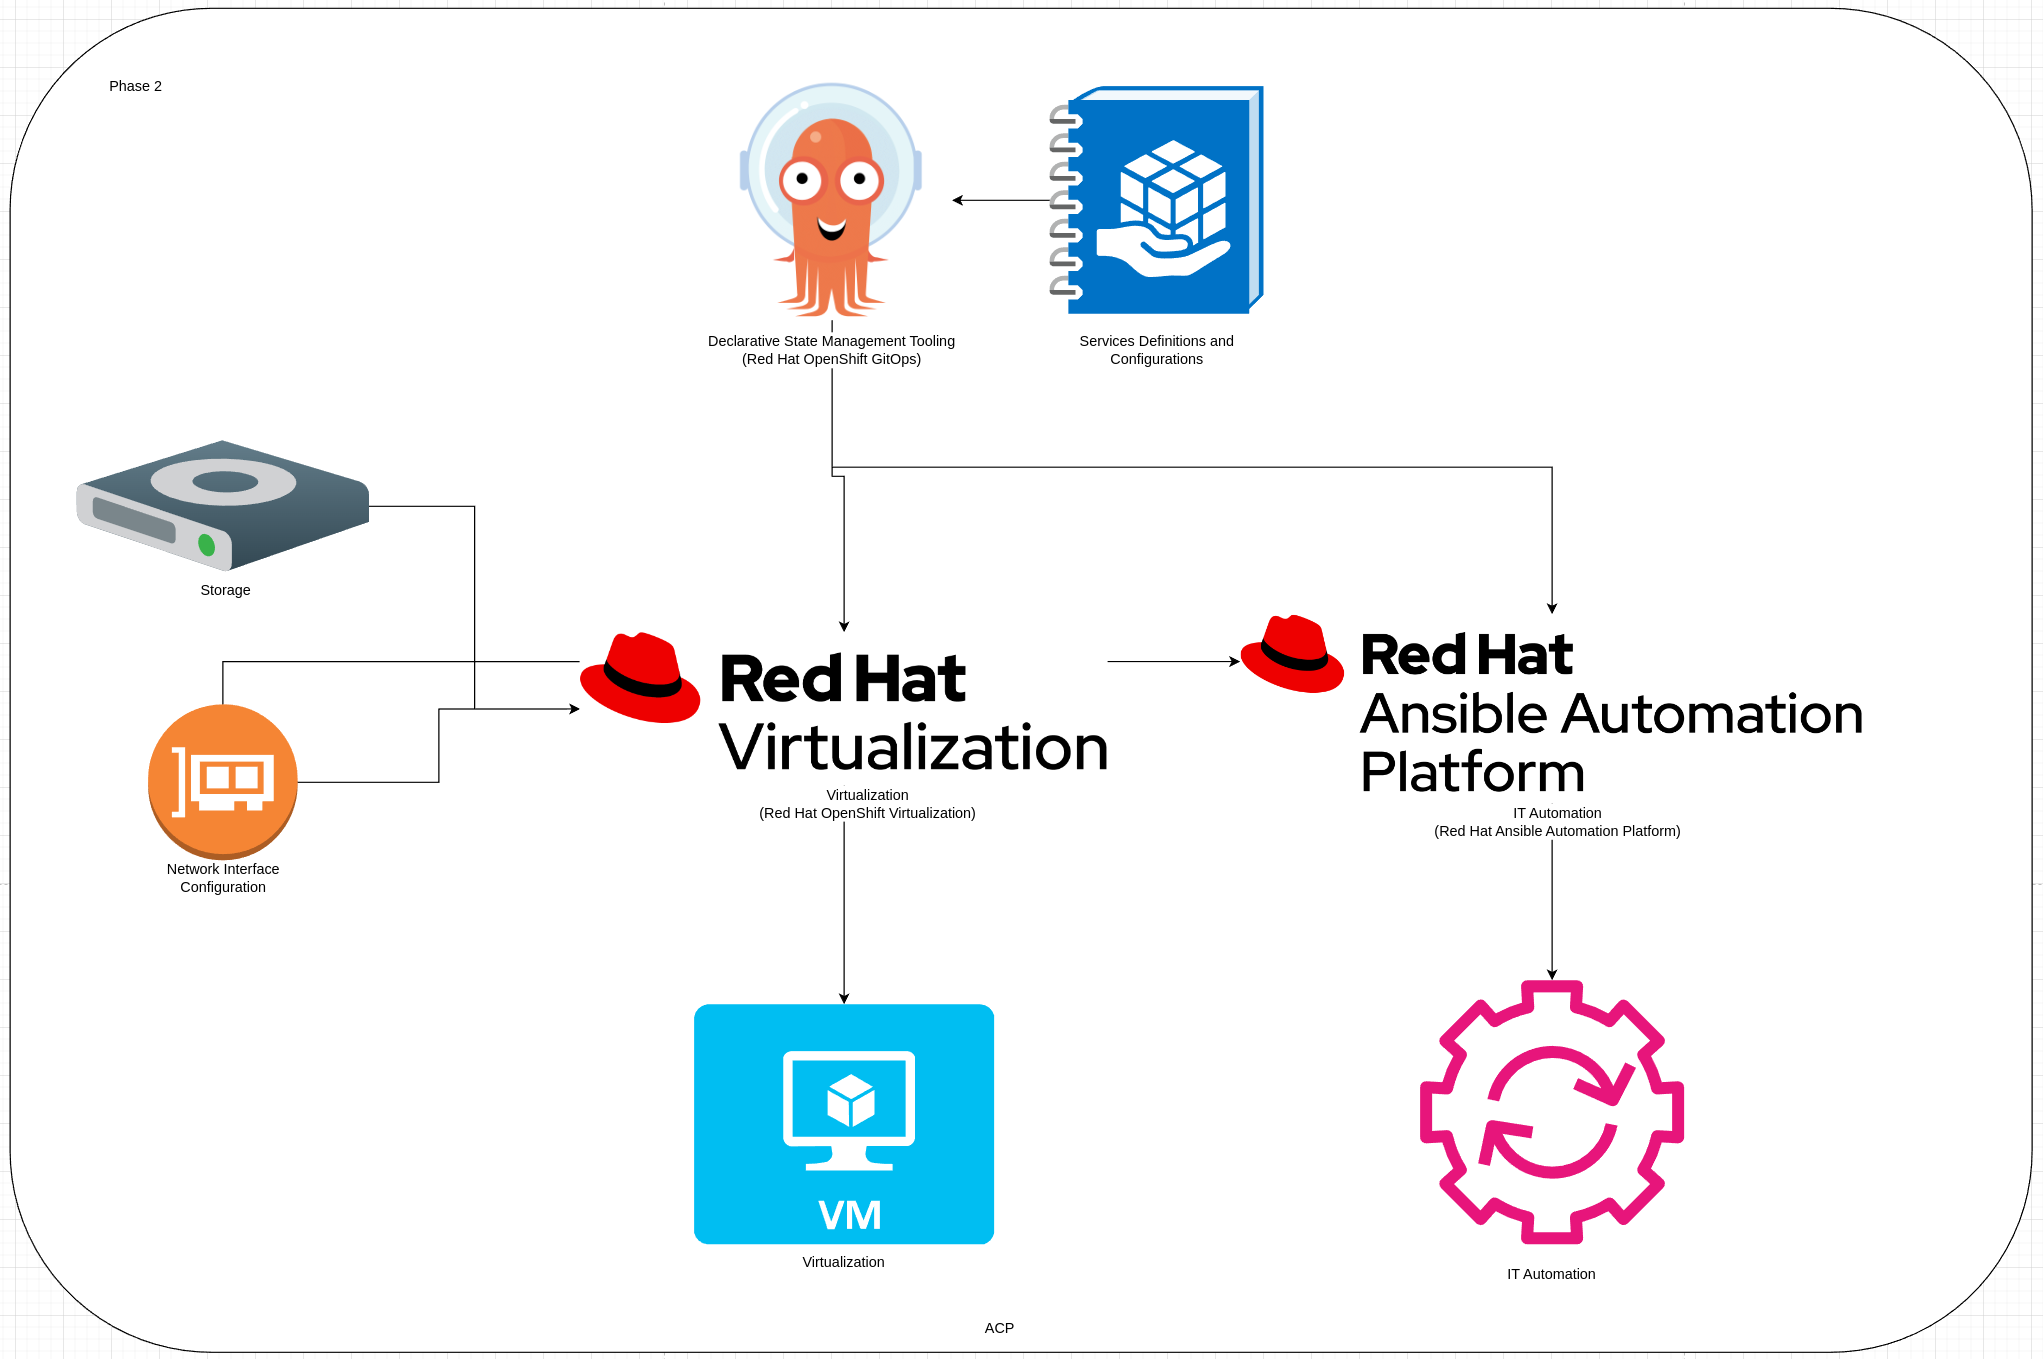 Phase 2
Declarative State Management Tooling
(Red Hat OpenShift GitOps)
Services Definitions and
Configurations
Storage
Network Interface
Configuration
Red Hat
Virtualization
Virtualization
(Red Hat OpenShift Virtualization)
Red Hat
Ansible Automation
Platform
IT Automation
(Red Hat Ansible Automation Platform)
VM
Virtualization
IT Automation
ACP